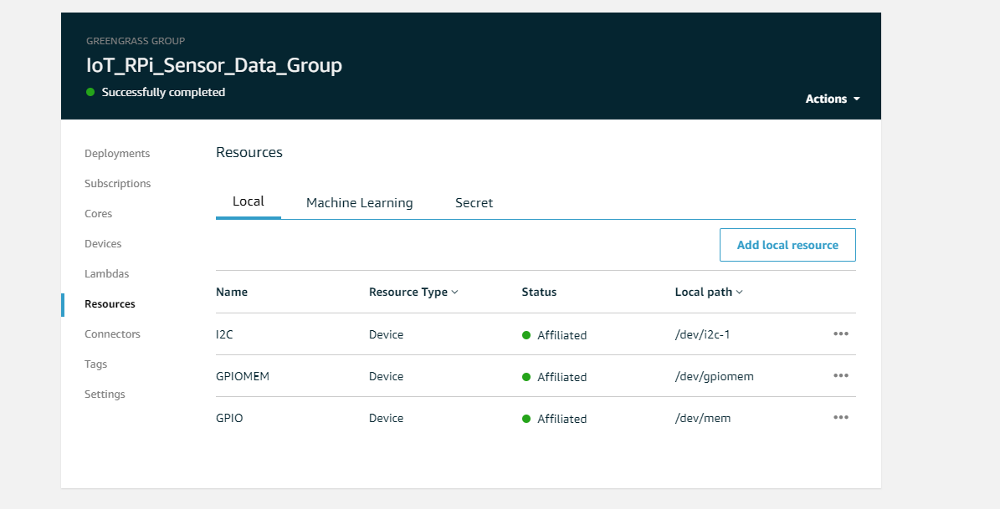 GREENGRASS GROUP
IoT_RPi_Sensor_Data_Group
Successfully completed
Actions
Deployments
Subscriptions
Cores
Devices
Lambdas
Resources
Connectors
Tags
Settings
Resources
Local Machine Learning Secret
Add local resource
Name Resource Type Status Local path
I2C Device Affiliated /dev/i2c-1
GPIOMEM Device Affiliated /dev/gpiomem
GPIO Device Affiliated /dev/mem